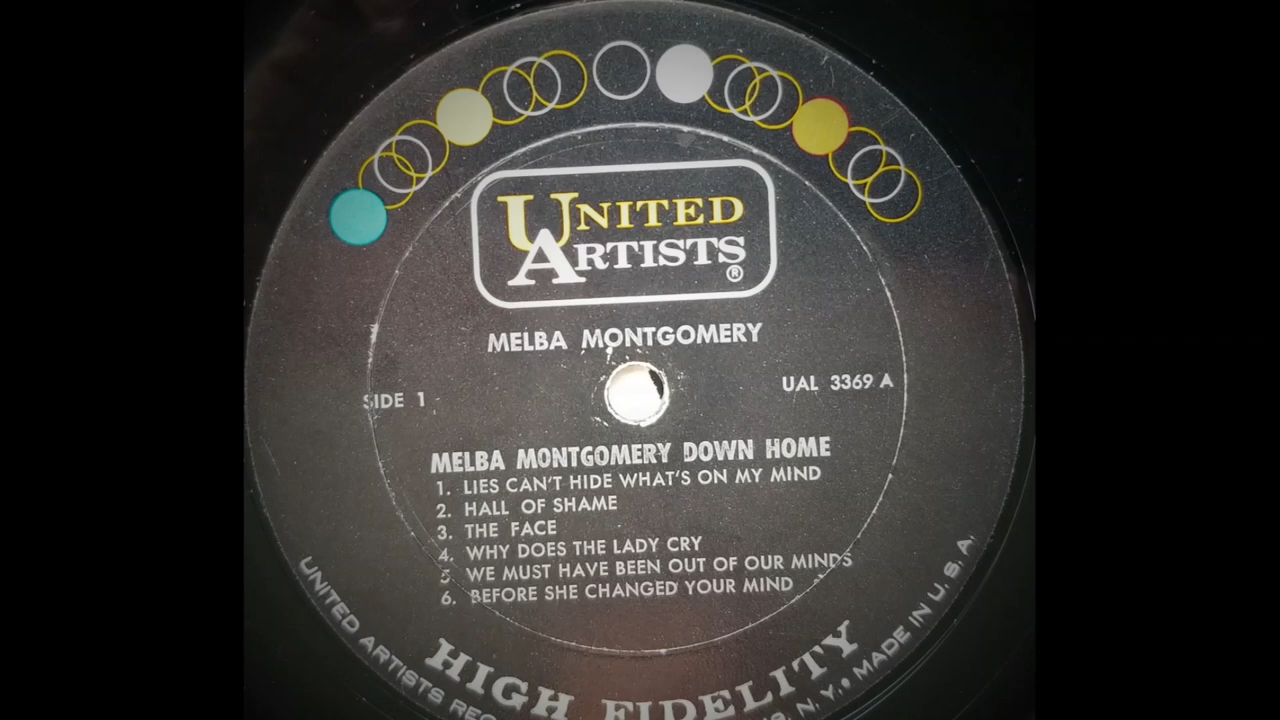 UNITED
ARTISTS
®
MELBA MONTGOMERY
SIDE 1
UAL 3369 A
MELBA MONTGOMERY DOWN HOME
1. LIES CAN'T HIDE WHAT'S ON MY MIND
2. HALL OF SHAME
3. THE FACE
4. WHY DOES THE LADY CRY
5 WE MUST HAVE BEEN OUT OF OUR MINDS
6. BEFORE SHE CHANGED YOUR MIND
HIGH FIDELITY
UNITED ARTISTS N. Y. • MADE IN U. S. A.